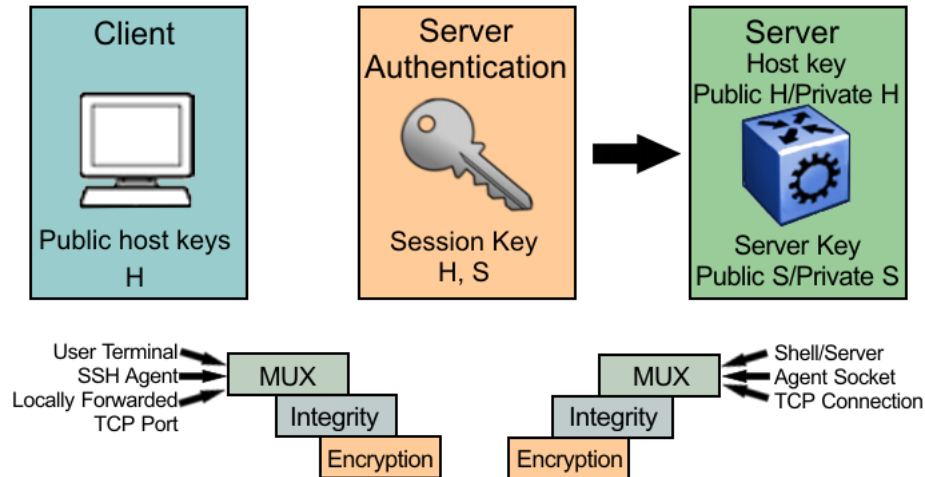 Client
Public host keys
H
Server
Authentication
Session Key
H, S
Server
Host key
Public H/Private H
Server Key
Public S/Private S
User Terminal
SSH Agent
Locally Forwarded
TCP Port
MUX
Integrity
Encryption
MUX
Integrity
Encryption
Shell/Server
Agent Socket
TCP Connection